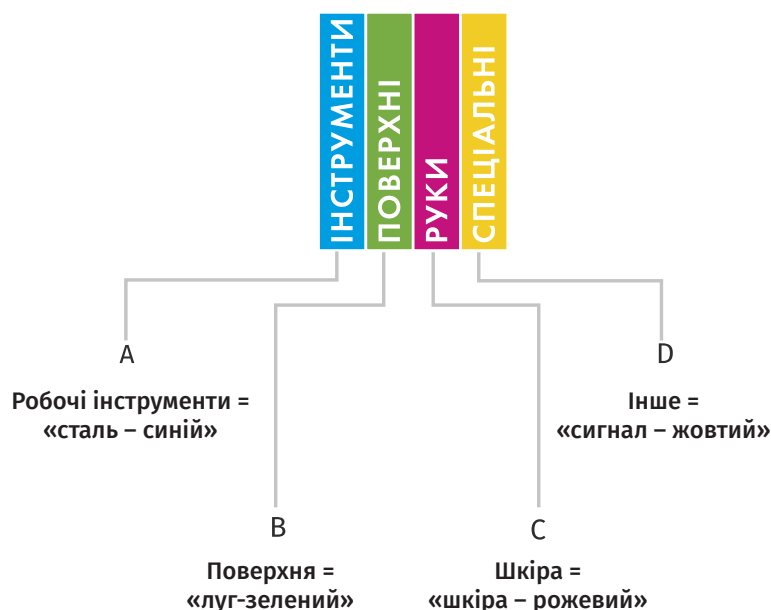 ІНСТРУМЕНТИ
ПОВЕРХНІ
РУКИ
СПЕЦІАЛЬНІ
A
Робочі інструменти =
«сталь – синій»
D
Інше =
«сигнал – жовтий»
B
Поверхня =
«луг-зелений»
C
Шкіра =
«шкіра – рожевий»